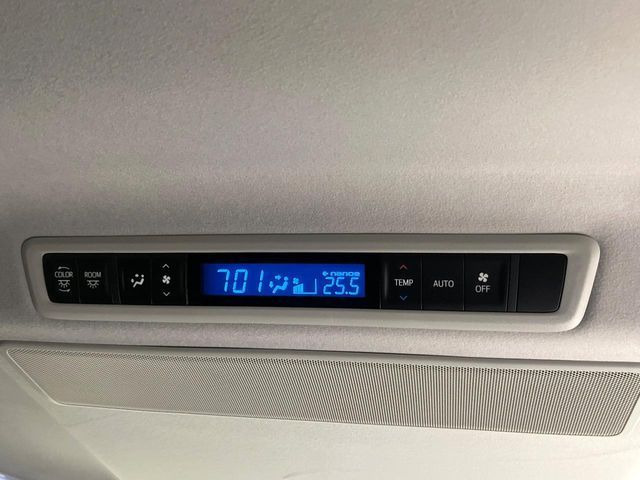 COLOR
ROOM
701
nanoe
25.5
TEMP
AUTO
OFF